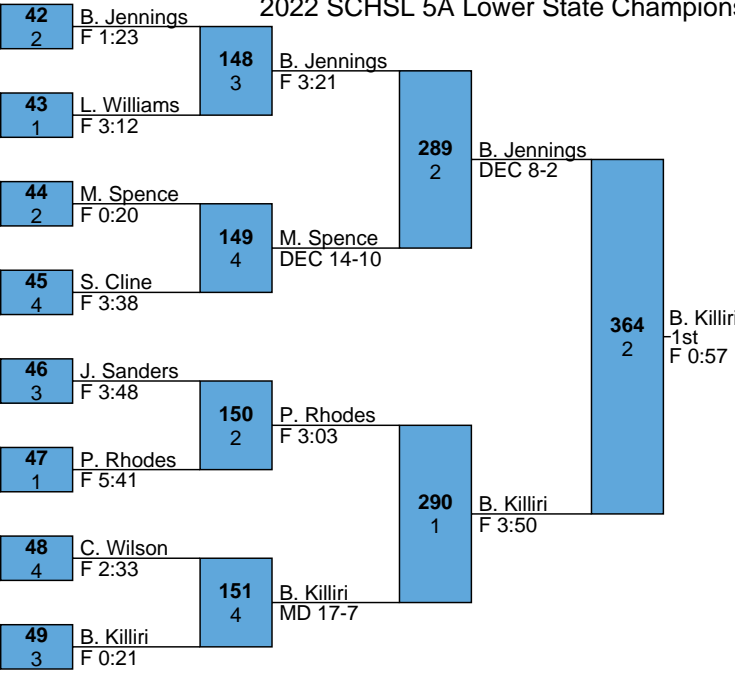 2022 SCHSL 5A Lower State Champions
42
2
B. Jennings
F 1:23
148
3
B. Jennings
F 3:21
43
1
L. Williams
F 3:12
289
2
B. Jennings
DEC 8-2
44
2
M. Spence
F 0:20
149
4
M. Spence
DEC 14-10
45
4
S. Cline
F 3:38
364
2
B. Killiri
1st
F 0:57
46
3
J. Sanders
F 3:48
150
2
P. Rhodes
F 3:03
47
1
P. Rhodes
F 5:41
290
1
B. Killiri
F 3:50
48
4
C. Wilson
F 2:33
151
4
B. Killiri
MD 17-7
49
3
B. Killiri
F 0:21